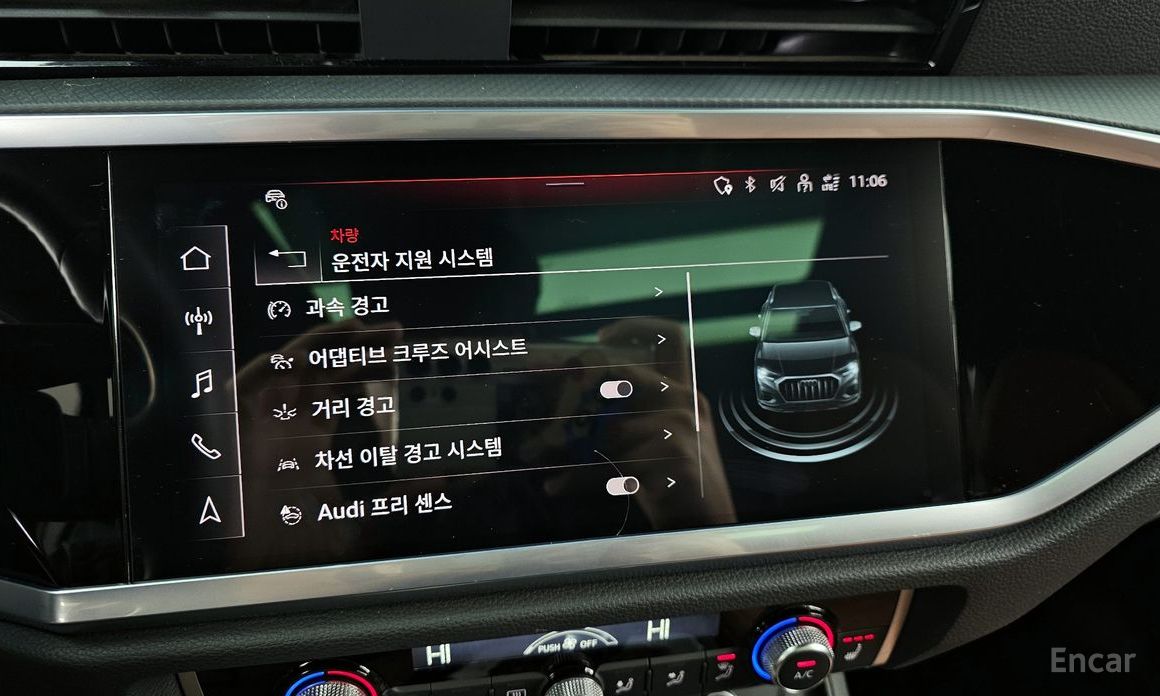 11:06
차량
운전자 지원 시스템
과속 경고
어댑티브 크루즈 어시스트
거리 경고
차선 이탈 경고 시스템
Audi 프리 센스
HI
PUSH OFF
HI
A/C
Encar